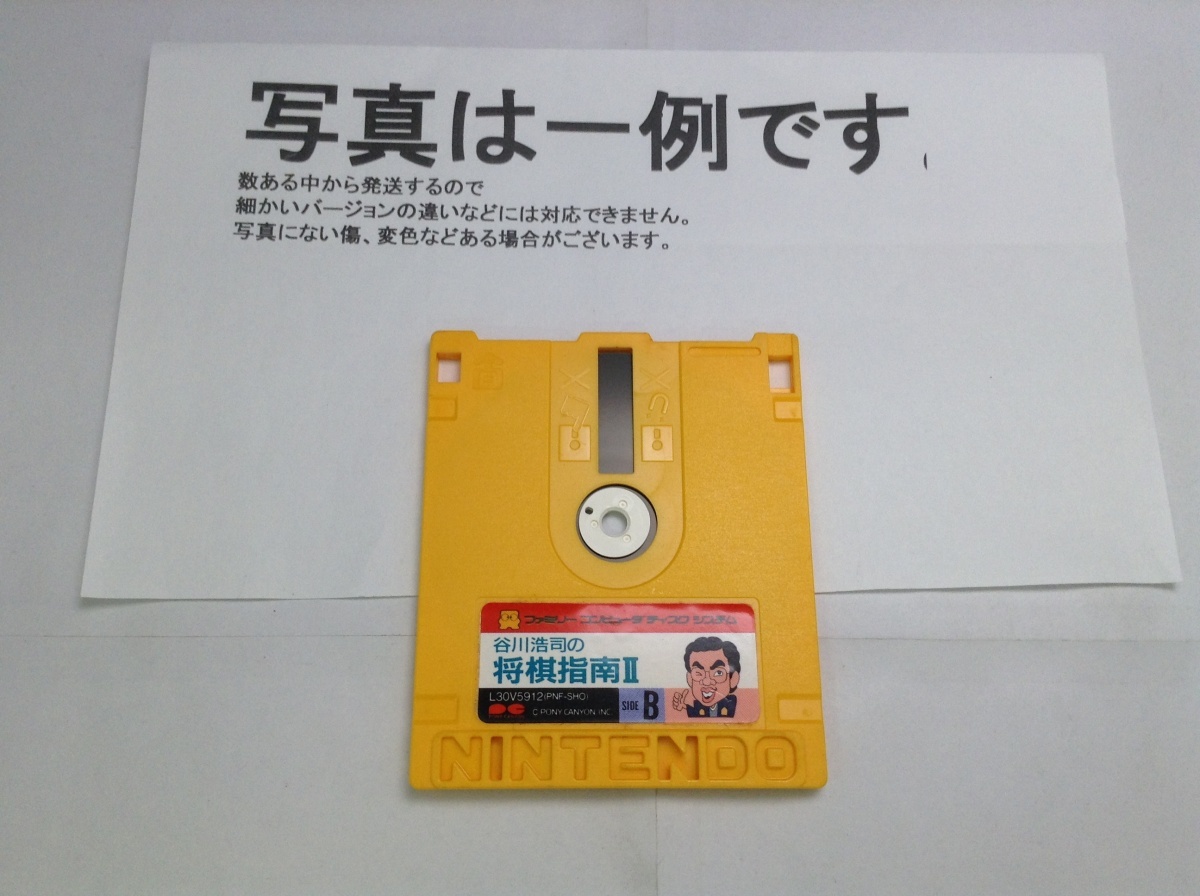 写真は一例です。
数ある中から発送するので
細かいバージョンの違いなどには対応できません。
写真にない傷、変色などある場合がございます。
ファミリー コンピュータ ディスク システム
谷川浩司の
将棋指南II
L30V5912(PNF-SHO)
SIDE B
© PONY CANYON INC.
NINTENDO